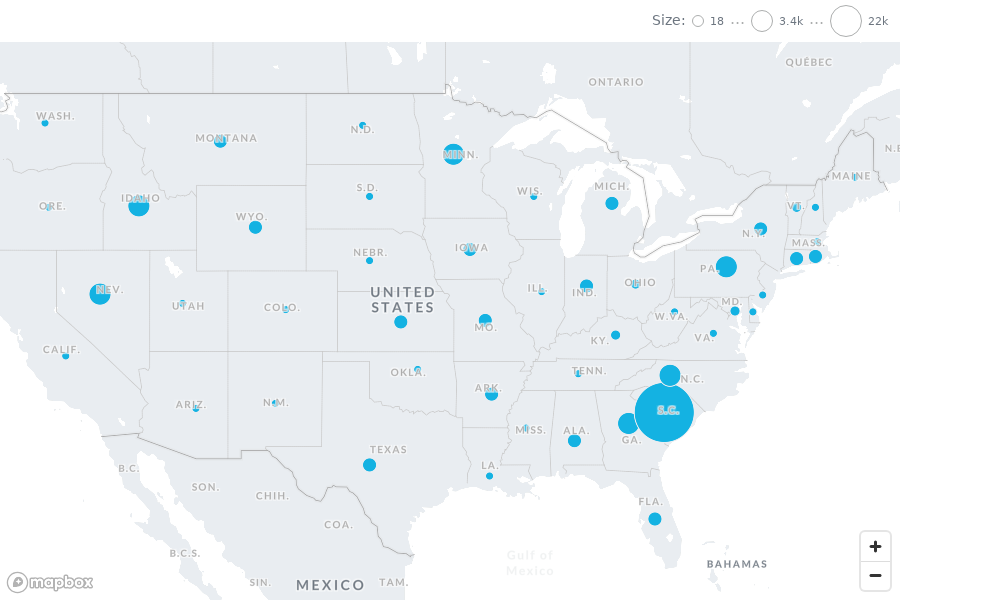 Size: 18 ... 3.4k ... 22k
QUÉBEC
ONTARIO
WASH.
MONTANA
N.D.
MINN.
N.B
MAINE
IDAHO
ORE.
S.D.
WIS.
MICH.
VT.
WYO.
N.Y.
MASS.
NEBR.
IOWA
PA.
NEV.
UTAH
COLO.
UNITED
STATES
ILL.
IND.
OHIO
MD.
W.VA.
VA.
CALIF.
MO.
KY.
OKLA.
TENN.
N.C.
ARIZ.
N.M.
ARK.
S.C.
MISS.
ALA.
GA.
TEXAS
LA.
FLA.
B.C.
SON.
CHIH.
COA.
B.C.S.
SIN.
MEXICO
TAM.
Gulf of
Mexico
BAHAMAS
+
−
mapbox